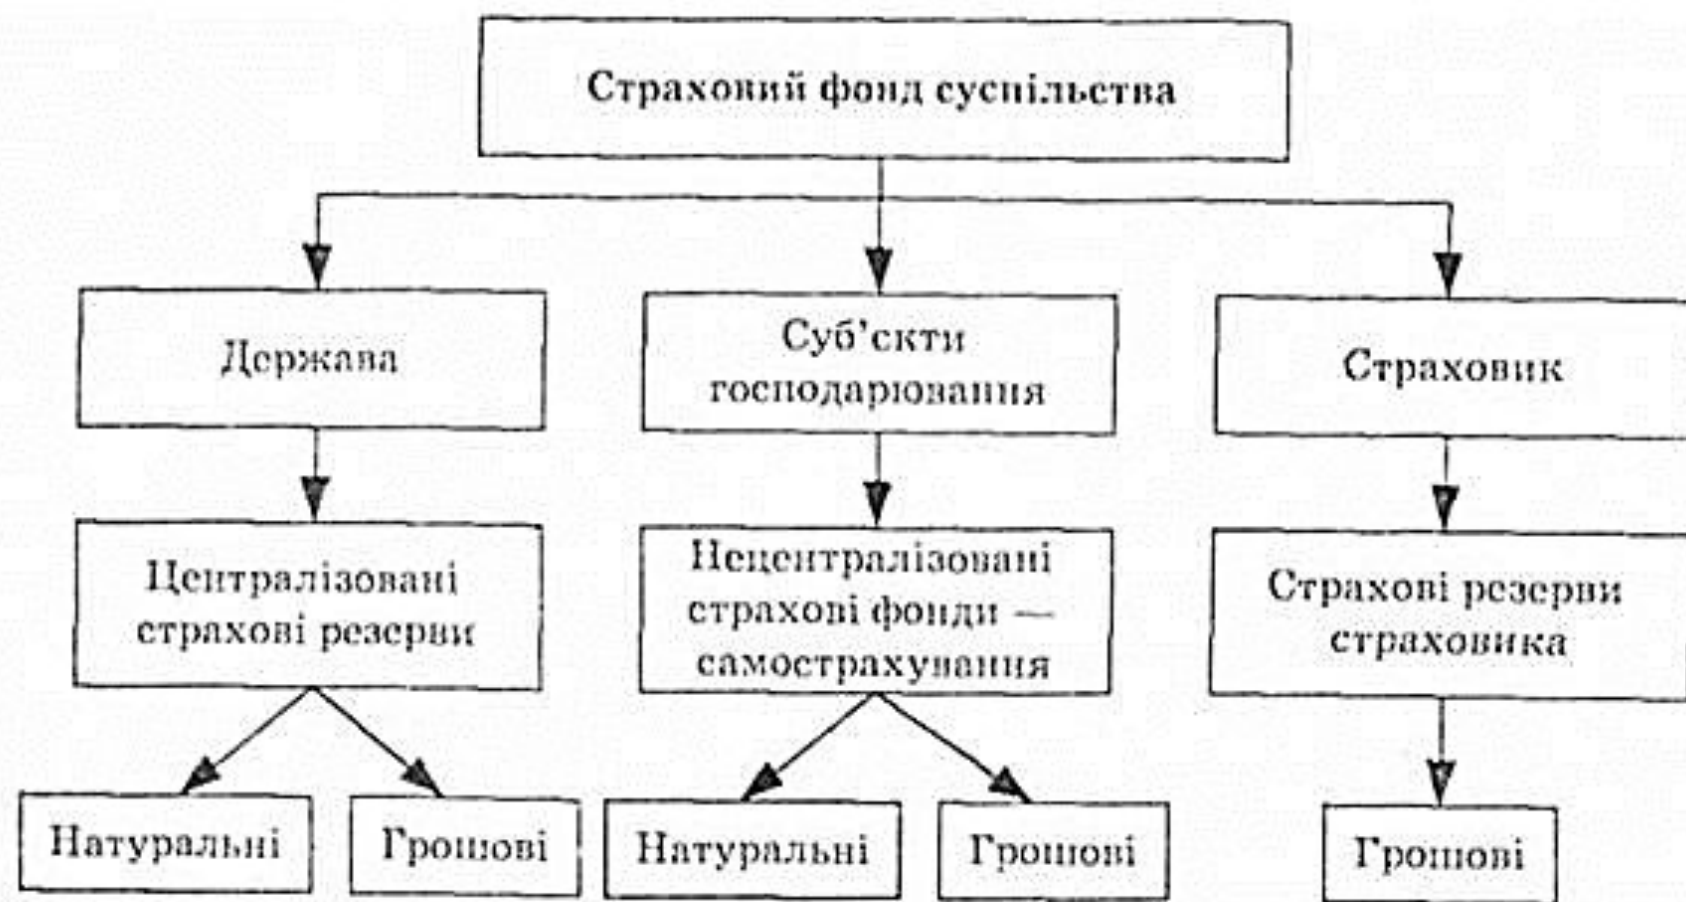 Страховий фонд суспільства
Держава
Суб’єкти
господарювання
Страховик
Централізовані
страхові резерви
Нецентралізовані
страхові фонди —
самострахування
Страхові резерви
страховика
Натуральні
Грошові
Натуральні
Грошові
Грошові